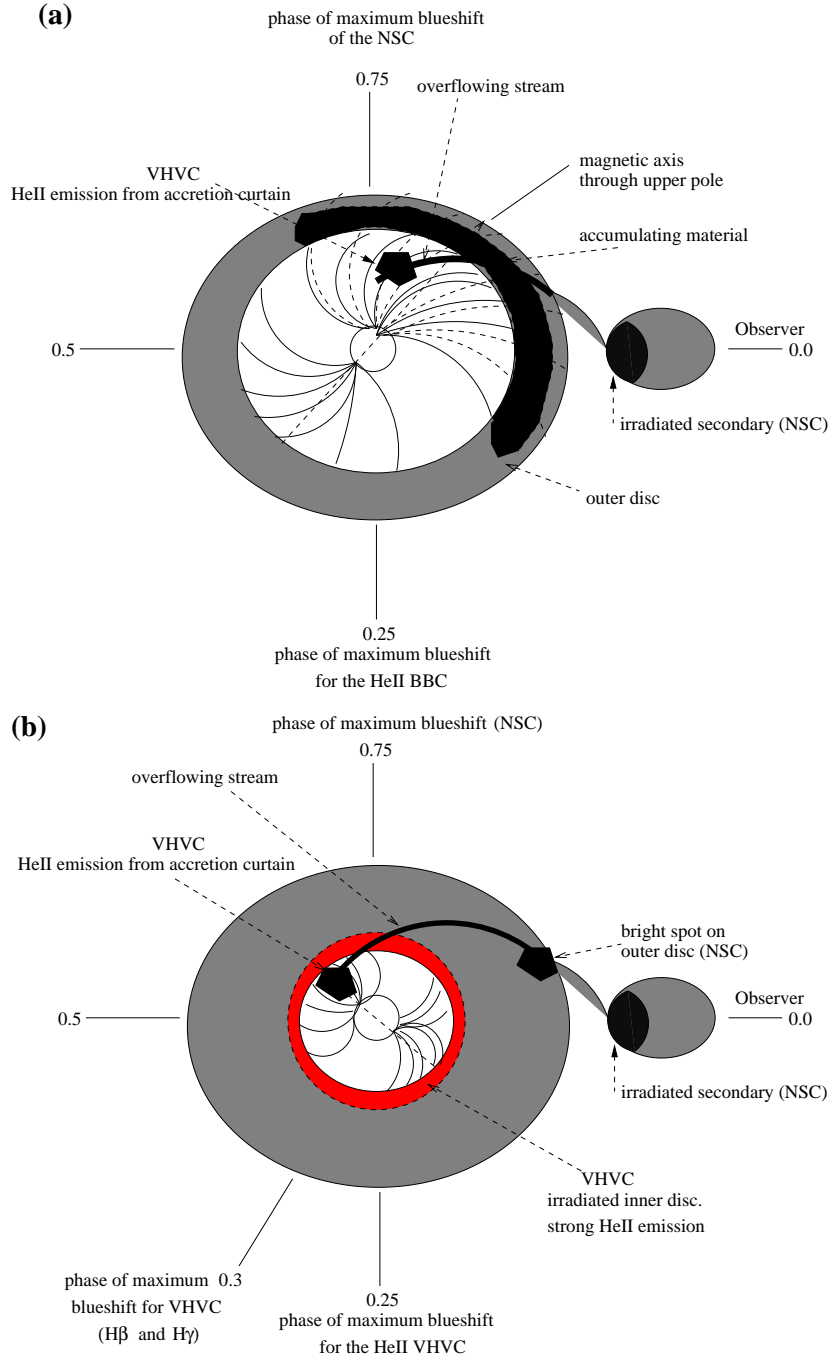 (a)
phase of maximum blueshift
of the NSC
0.75
overflowing stream
VHVC
HeII emission from accretion curtain
magnetic axis
through upper pole
accumulating material
0.5
Observer
0.0
irradiated secondary (NSC)
outer disc
0.25
phase of maximum blueshift
for the HeII BBC
(b)
phase of maximum blueshift (NSC)
0.75
overflowing stream
VHVC
HeII emission from accretion curtain
bright spot on
outer disc (NSC)
0.5
Observer
0.0
irradiated secondary (NSC)
VHVC
irradiated inner disc.
strong HeII emission
phase of maximum 0.3
blueshift for VHVC
(Hβ and Hγ)
0.25
phase of maximum blueshift
for the HeII VHVC